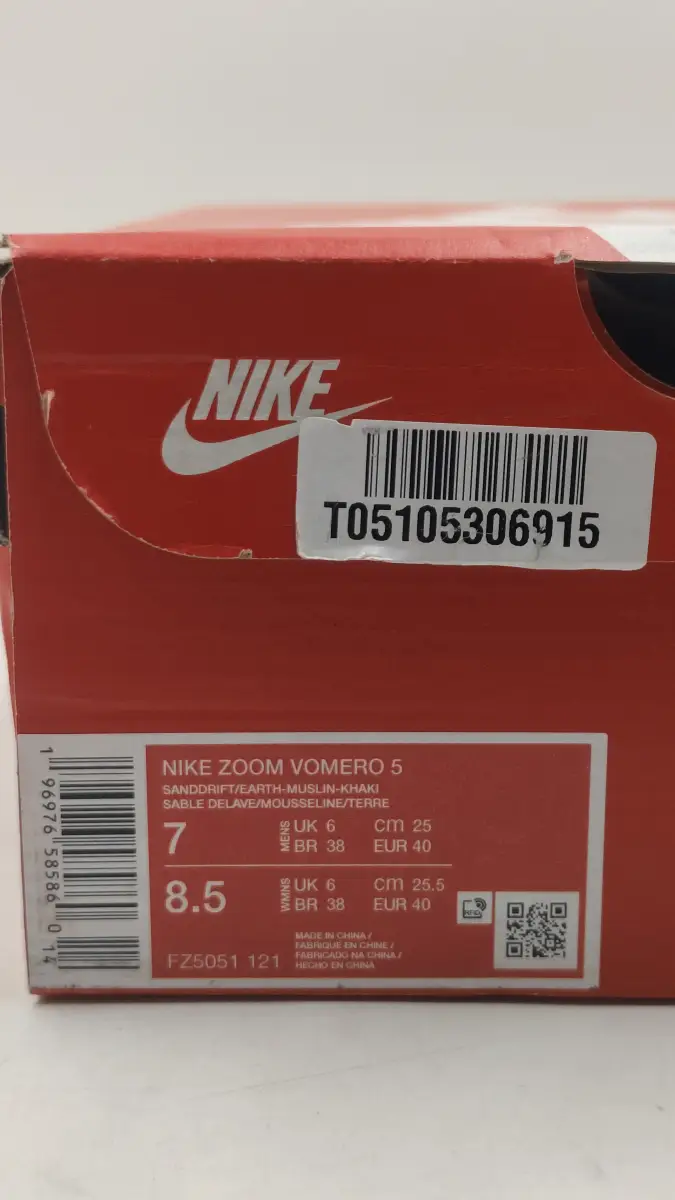 NIKE
T05105306915
1 96976 58586 0 14
NIKE ZOOM VOMERO 5
SANDDRIFT/EARTH-MUSLIN-KHAKI
SABLE DELAVE/MOUSSELINE/TERRE
7 MENS UK 6 cm 25
BR 38 EUR 40
8.5 WMNS UK 6 cm 25.5
BR 38 EUR 40
MADE IN CHINA /
FABRIQUE EN CHINE /
FABRICADO NA CHINA /
FZ5051 121 HECHO EN CHINA